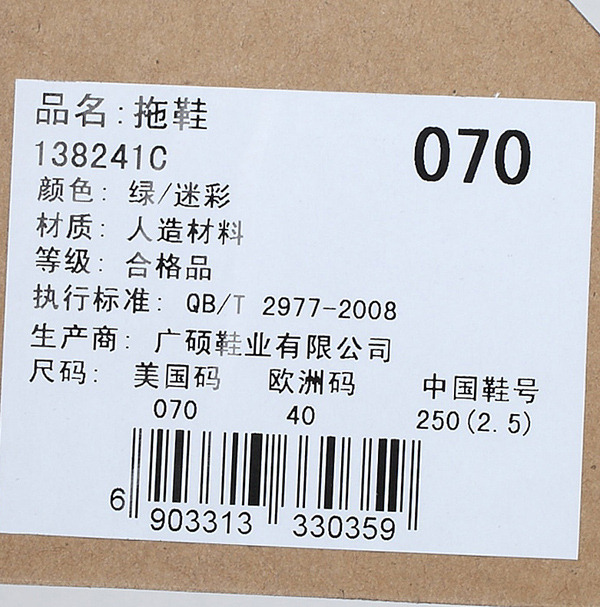 品名:拖鞋
070
138241C
颜色: 绿/迷彩
材质: 人造材料
等级: 合格品
执行标准: QB/T 2977-2008
生产商: 广硕鞋业有限公司
尺码: 美国码 欧洲码 中国鞋号
070 40 250(2.5)
6 903313 330359